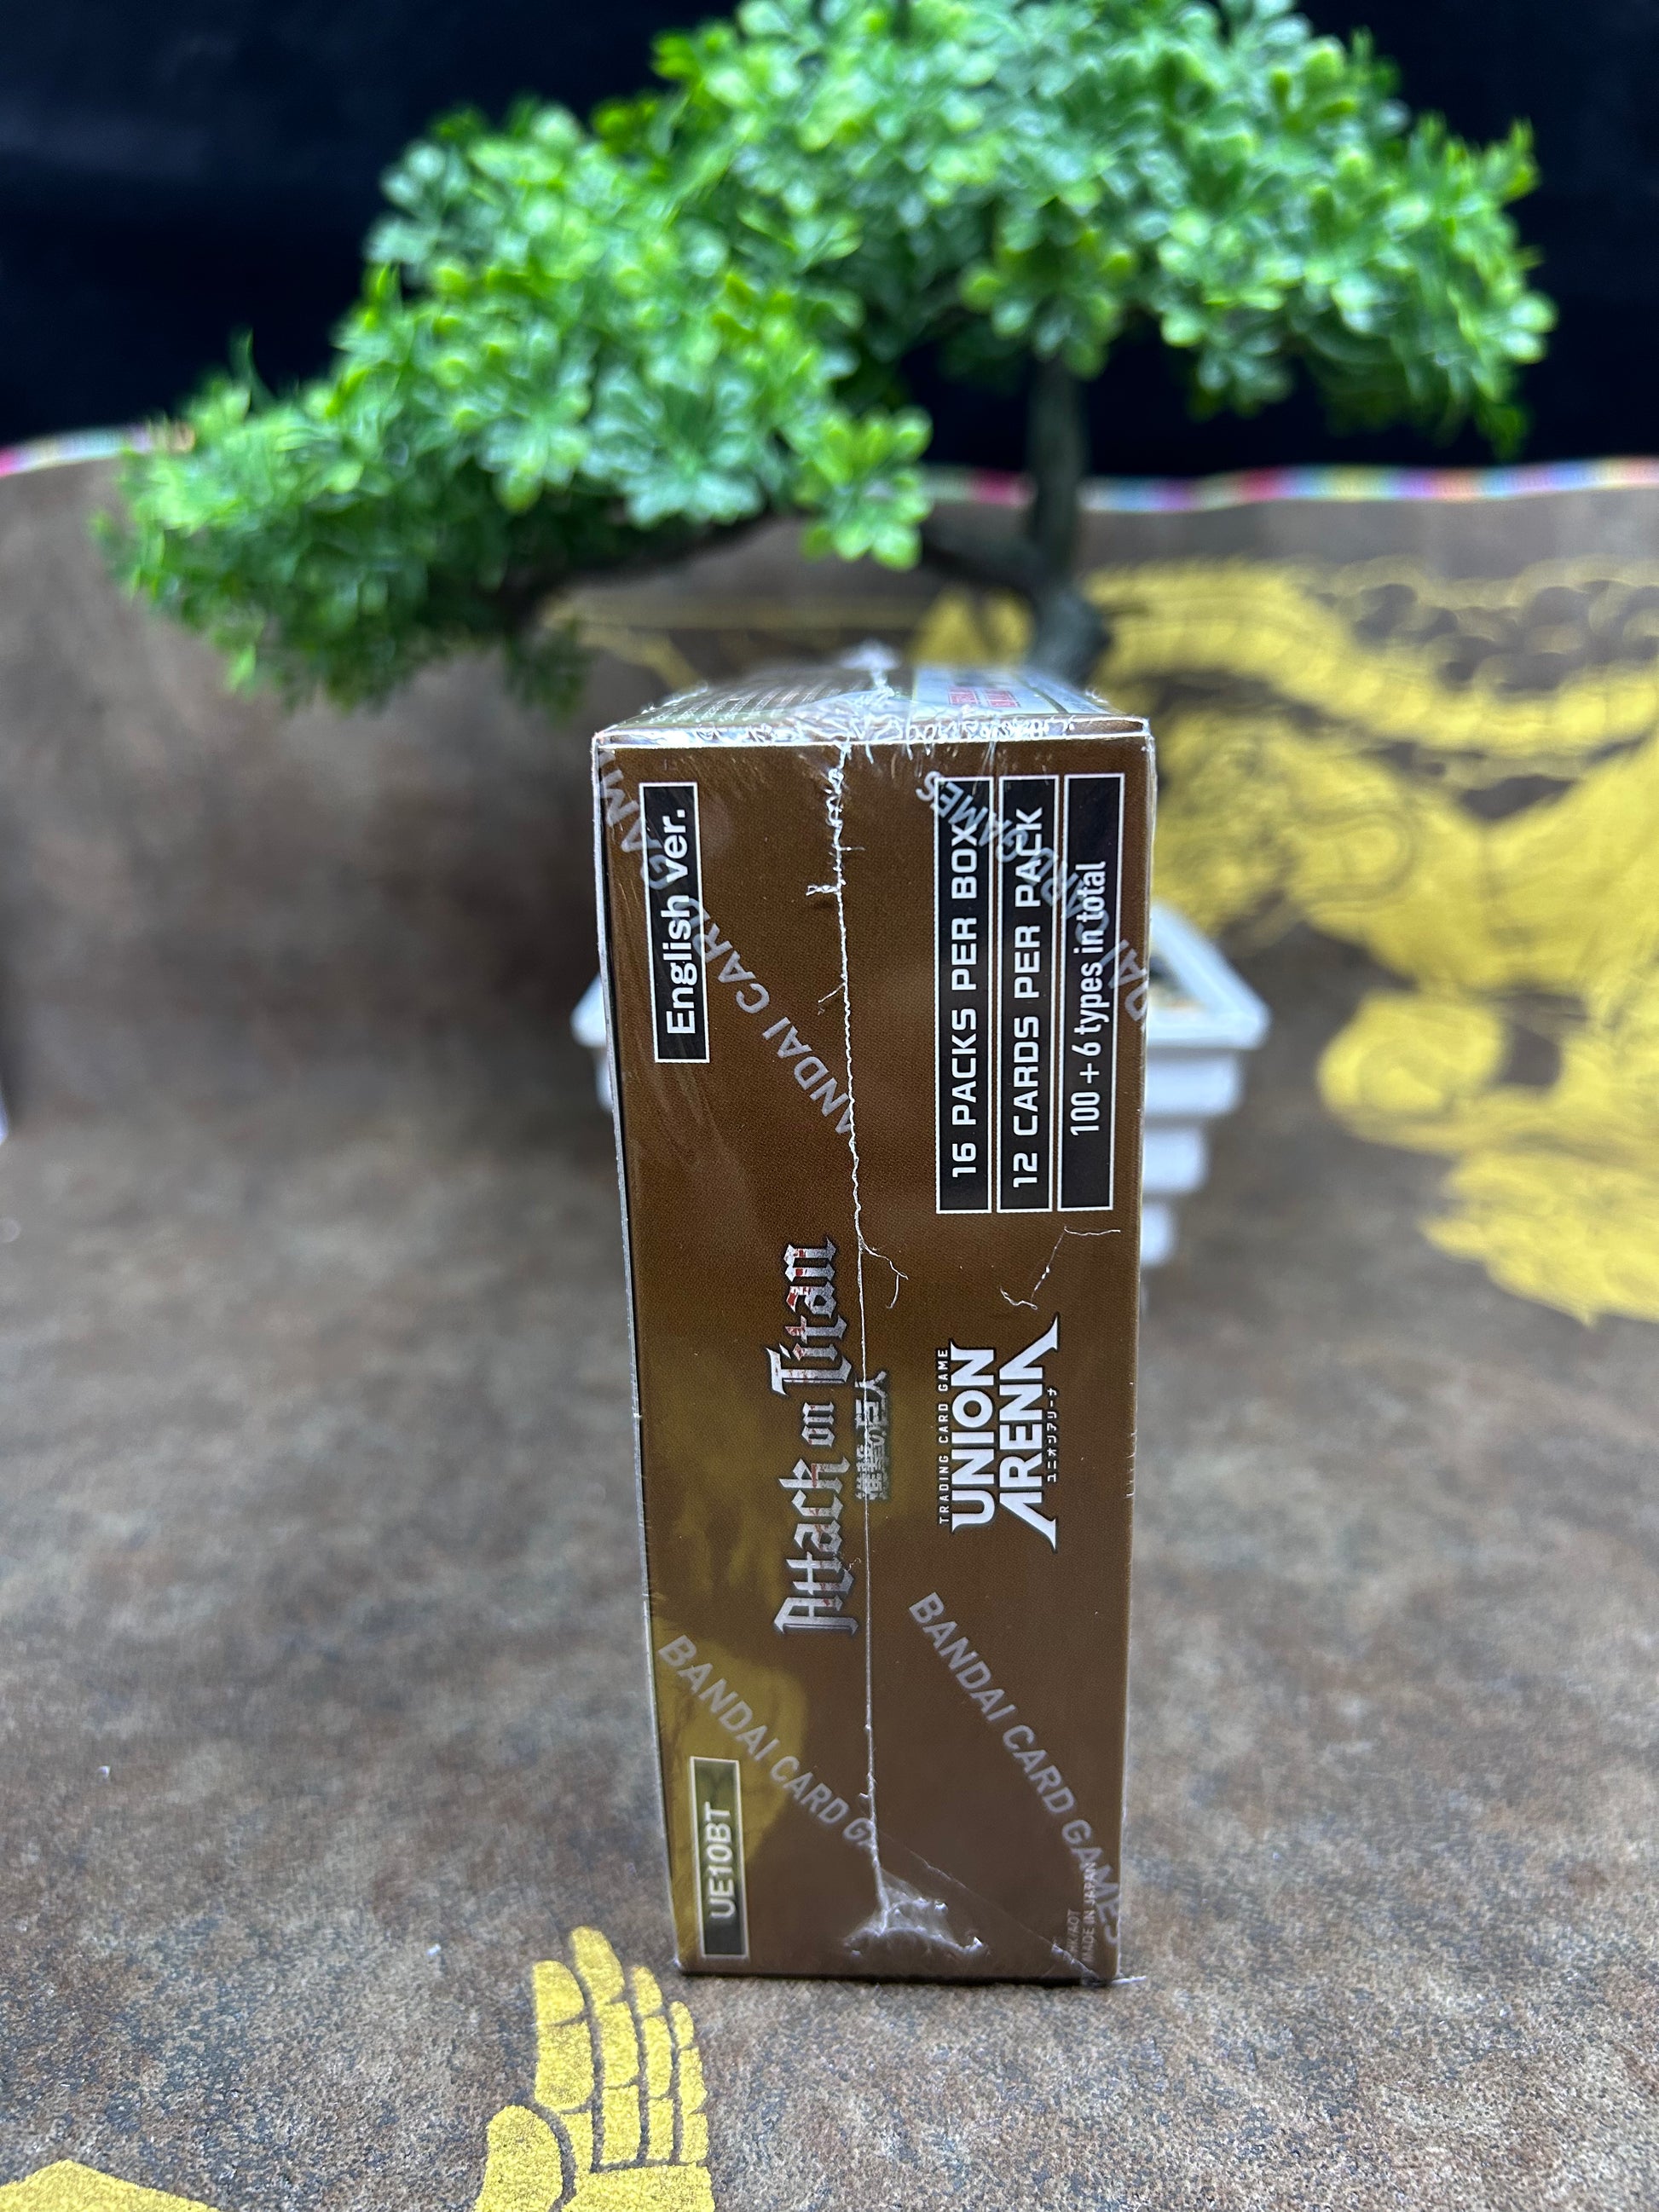 English Ver.
16 PACKS PER BOX
12 CARDS PER PACK
100 + 6 types in total
Attack on Titan
進撃の巨人
TRADING CARD GAME
UNION
ARENA
ユニオンアリーナ
UE10BT
MADE IN JAPAN
BANDAI CARD GAMES
BANDAI CARD
BANDAI CARD GAMES